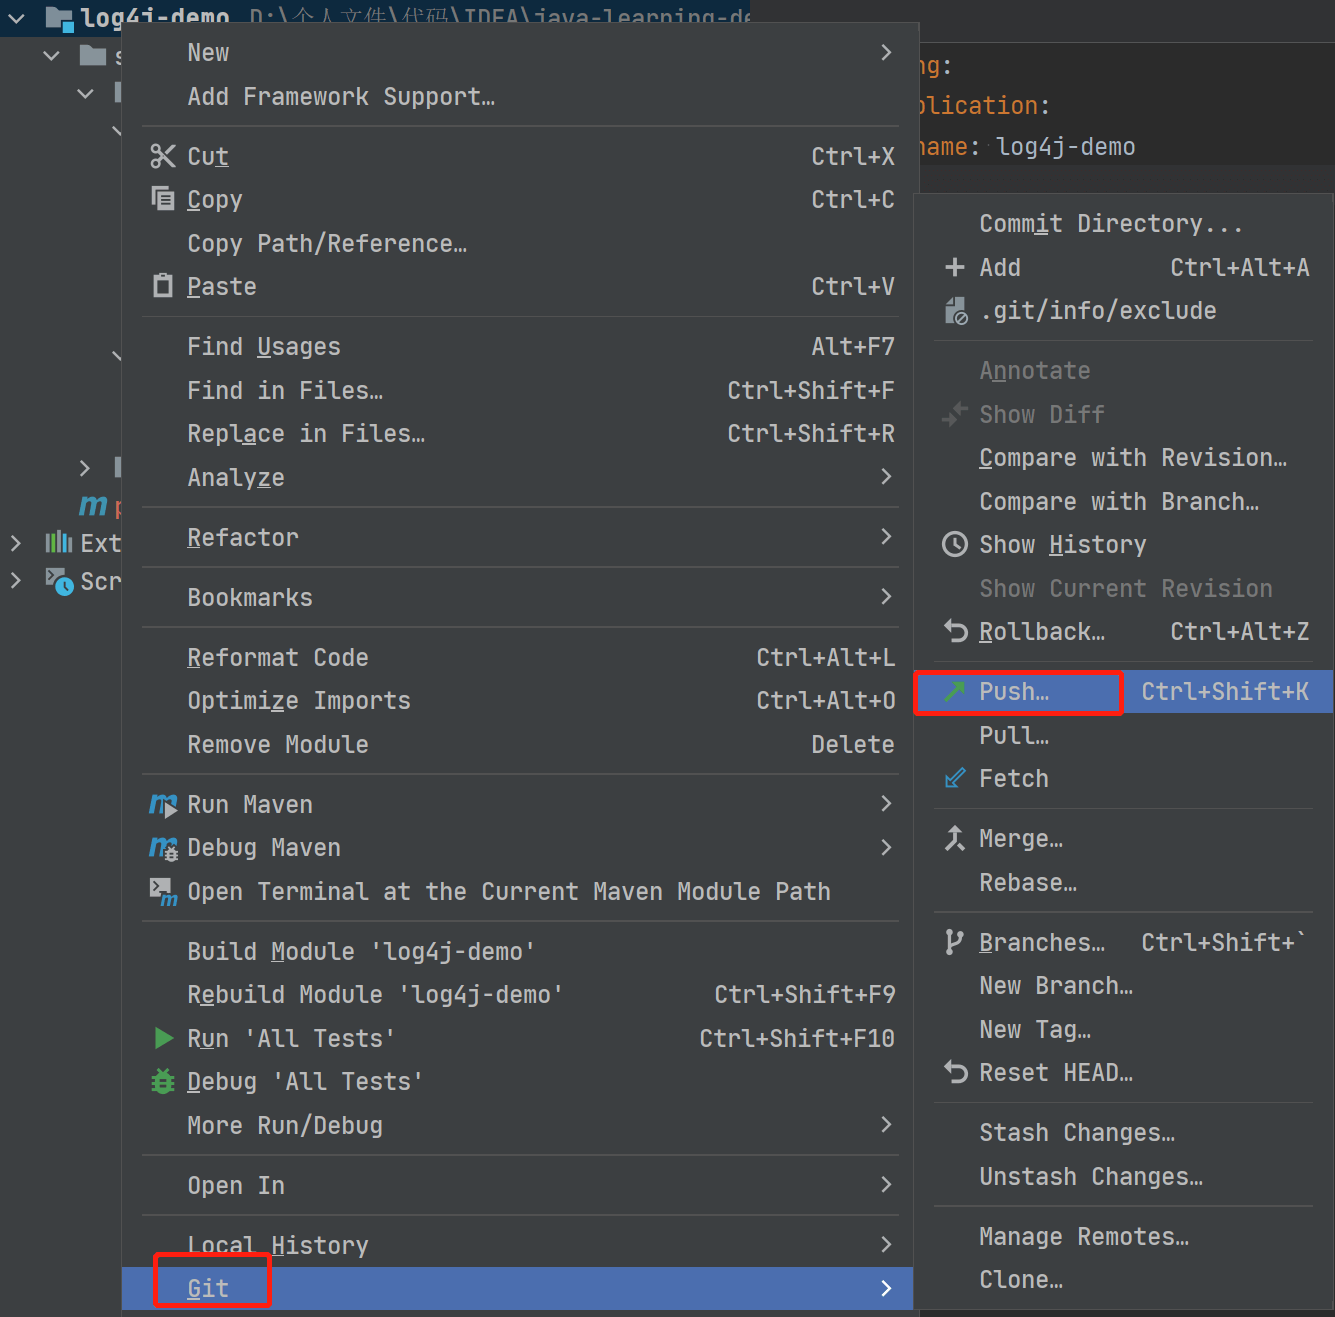 log4j-demo D:\个人文件\代码\IDEA\java-learning-de
New
Add Framework Support…
Cut Ctrl+X
Copy Ctrl+C
Copy Path/Reference…
Paste Ctrl+V
Find Usages Alt+F7
Find in Files… Ctrl+Shift+F
Replace in Files… Ctrl+Shift+R
Analyze
Refactor
Bookmarks
Reformat Code Ctrl+Alt+L
Optimize Imports Ctrl+Alt+O
Remove Module Delete
Run Maven
Debug Maven
Open Terminal at the Current Maven Module Path
Build Module 'log4j-demo'
Rebuild Module 'log4j-demo' Ctrl+Shift+F9
Run 'All Tests' Ctrl+Shift+F10
Debug 'All Tests'
More Run/Debug
Open In
Local History
Git
s
p
Ext
Scr
ng:
plication:
name: log4j-demo
Commit Directory...
Add Ctrl+Alt+A
.git/info/exclude
Annotate
Show Diff
Compare with Revision…
Compare with Branch…
Show History
Show Current Revision
Rollback… Ctrl+Alt+Z
Push… Ctrl+Shift+K
Pull…
Fetch
Merge…
Rebase…
Branches… Ctrl+Shift+`
New Branch…
New Tag…
Reset HEAD…
Stash Changes…
Unstash Changes…
Manage Remotes…
Clone…